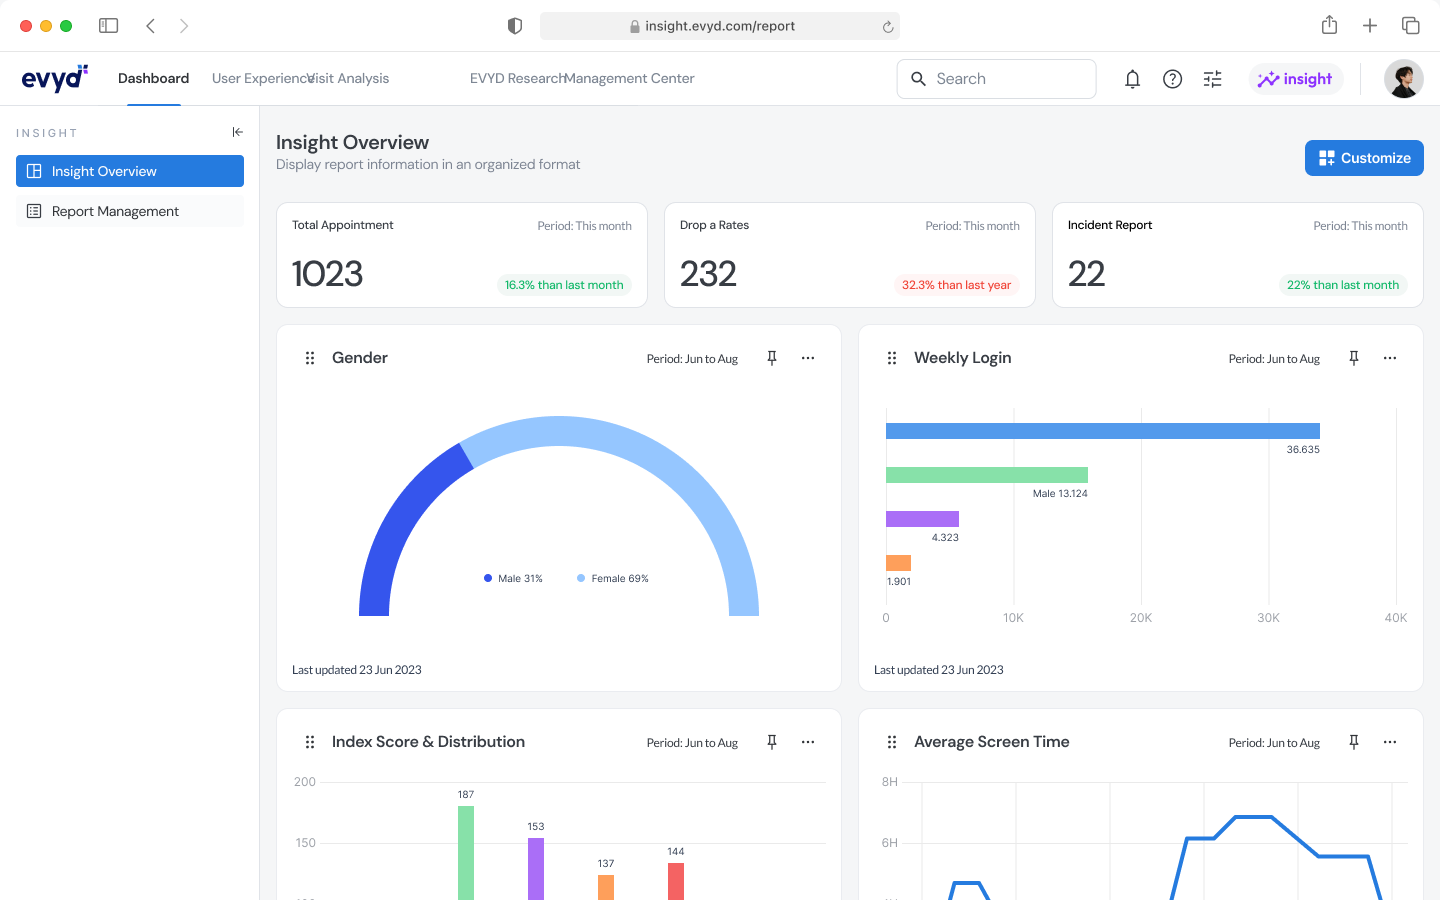 insight.evyd.com/report
evyd
Dashboard
User Experience
Visit Analysis
EVYD Research
Management Center
Search
insight
INSIGHT
Insight Overview
Report Management
Insight Overview
Display report information in an organized format
Customize
Total Appointment
Period: This month
1023
16.3% than last month
Drop a Rates
Period: This month
232
32.3% than last year
Incident Report
Period: This month
22
22% than last month
Gender
Period: Jun to Aug
Male 31%
Female 69%
Last updated 23 Jun 2023
Weekly Login
Period: Jun to Aug
36.635
Male 13.124
4.323
1.901
0
10K
20K
30K
40K
Last updated 23 Jun 2023
Index Score & Distribution
Period: Jun to Aug
200
187
153
150
144
137
Average Screen Time
Period: Jun to Aug
8H
6H